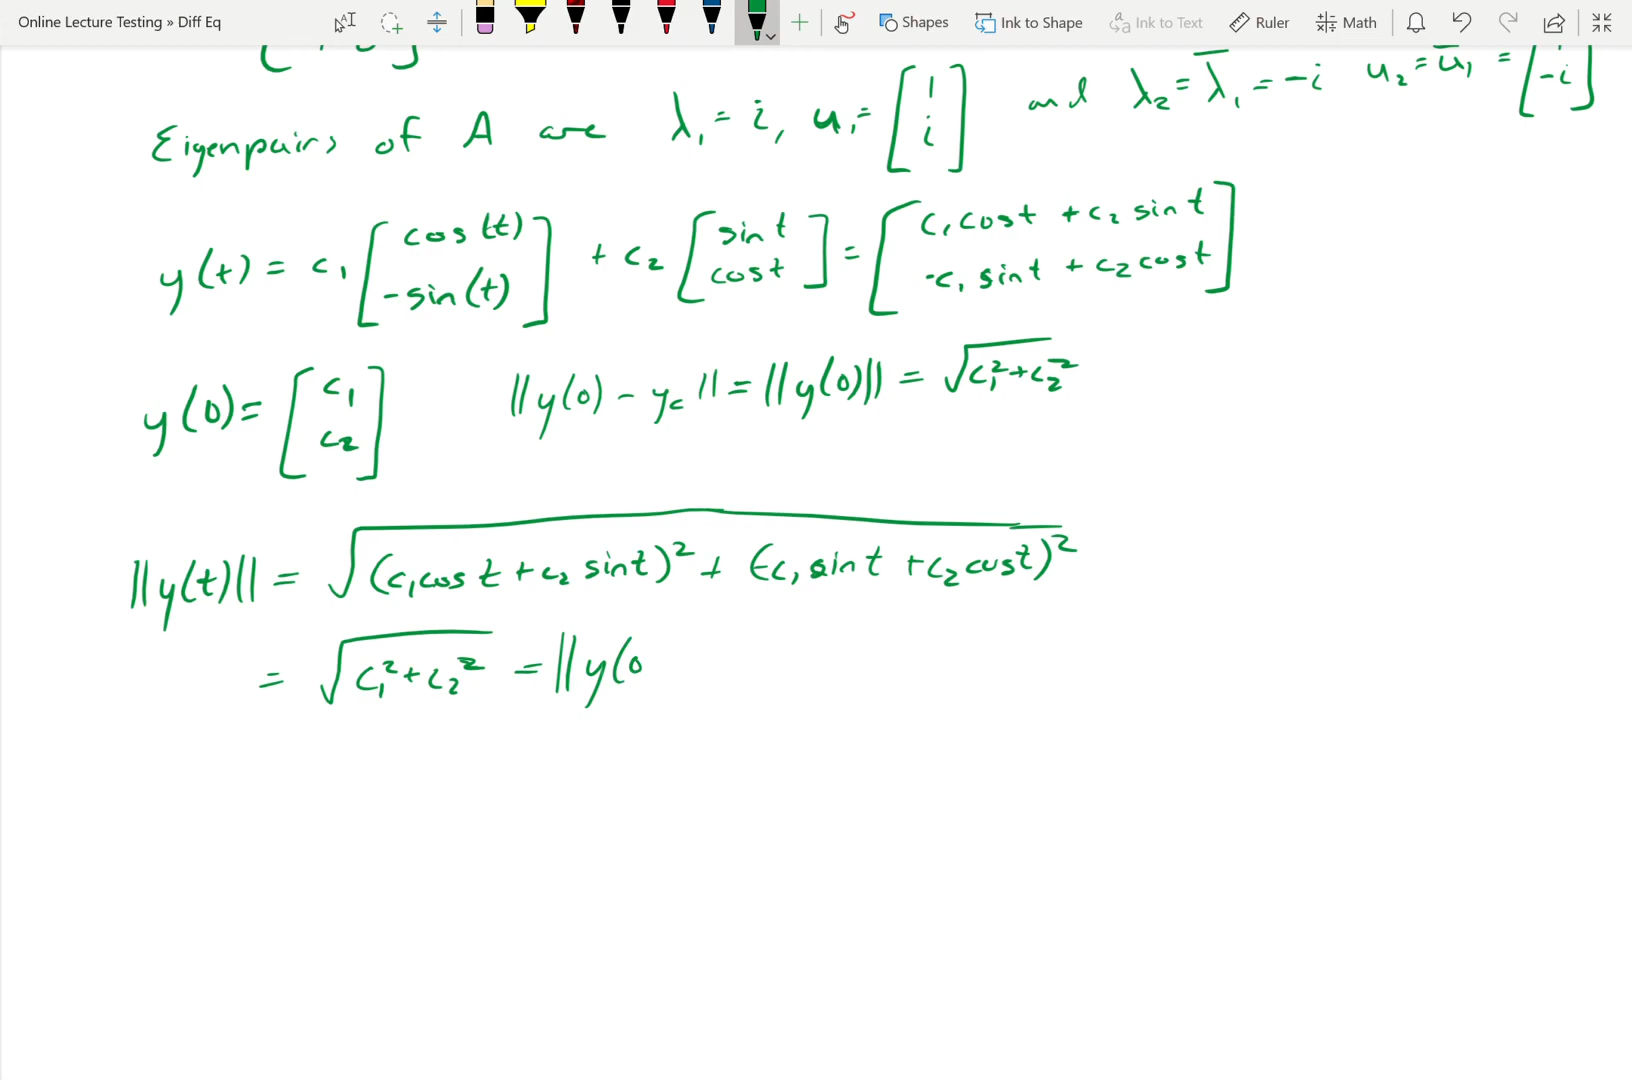 Online Lecture Testing » Diff Eq Shapes Ink to Shape Ink to Text Ruler Math
Eigenpairs of A are λ₁ = i, u₁ = [1 i] and λ₂ = λ̅₁ = -i u₂ = u̅₁ = [-i]
y(t) = c₁ [cos(t) -sin(t)] + c₂ [sin t cos t] = [c₁ cos t + c₂ sin t -c₁ sin t + c₂ cos t]
y(0) = [c₁ c₂] ||y(0) - y_c|| = ||y(0)|| = √(c₁² + c₂²)
||y(t)|| = √((c₁ cos t + c₂ sin t)² + (-c₁ sin t + c₂ cos t)²)
= √(c₁² + c₂²) = ||y(0